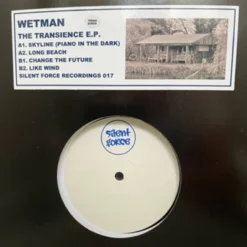 WETMAN
THE TRANSIENCE E.P.
A1. SKYLINE (PIANO IN THE DARK)
A2. LONG BEACH
B1. CHANGE THE FUTURE
B2. LIKE WIND
SILENT FORCE RECORDINGS 017
Silent
Force